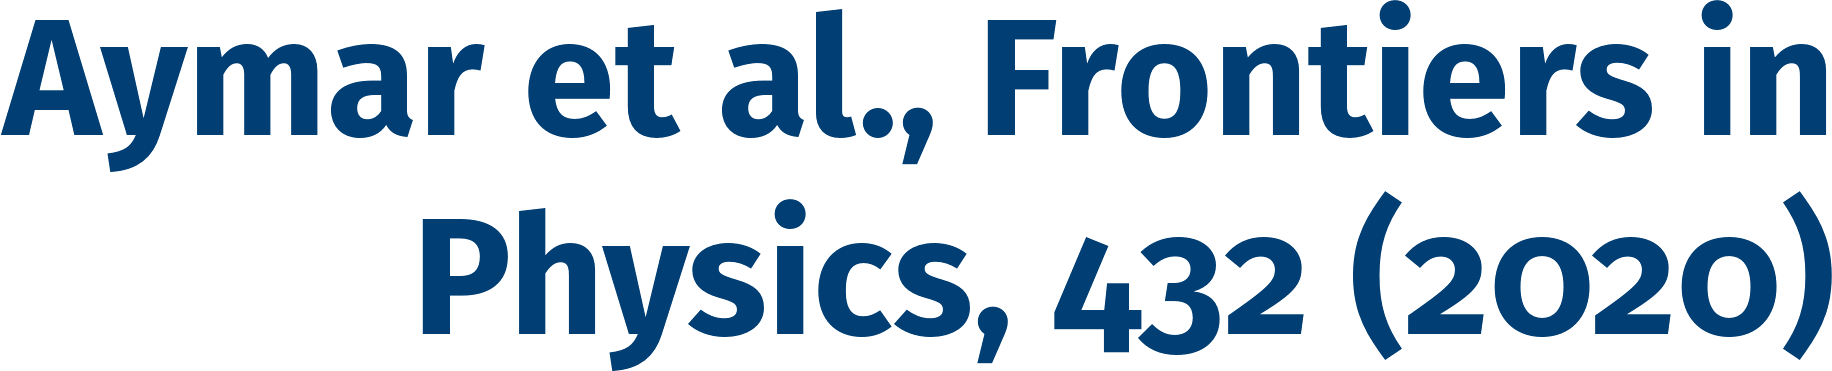 Aymar et al., Frontiers in
Physics, 432 (2020)